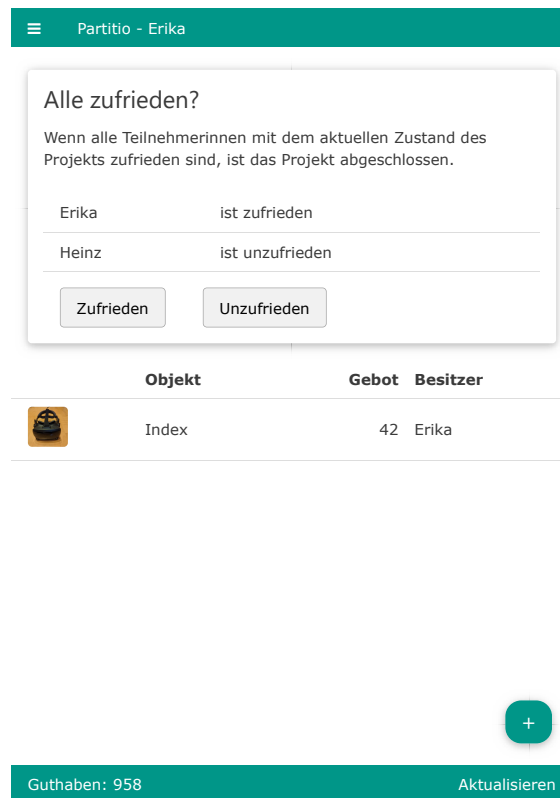 Partitio - Erika
Alle zufrieden?
Wenn alle Teilnehmerinnen mit dem aktuellen Zustand des
Projekts zufrieden sind, ist das Projekt abgeschlossen.
Erika ist zufrieden
Heinz ist unzufrieden
Zufrieden Unzufrieden
Objekt Gebot Besitzer
Index 42 Erika
+
Guthaben: 958 Aktualisieren